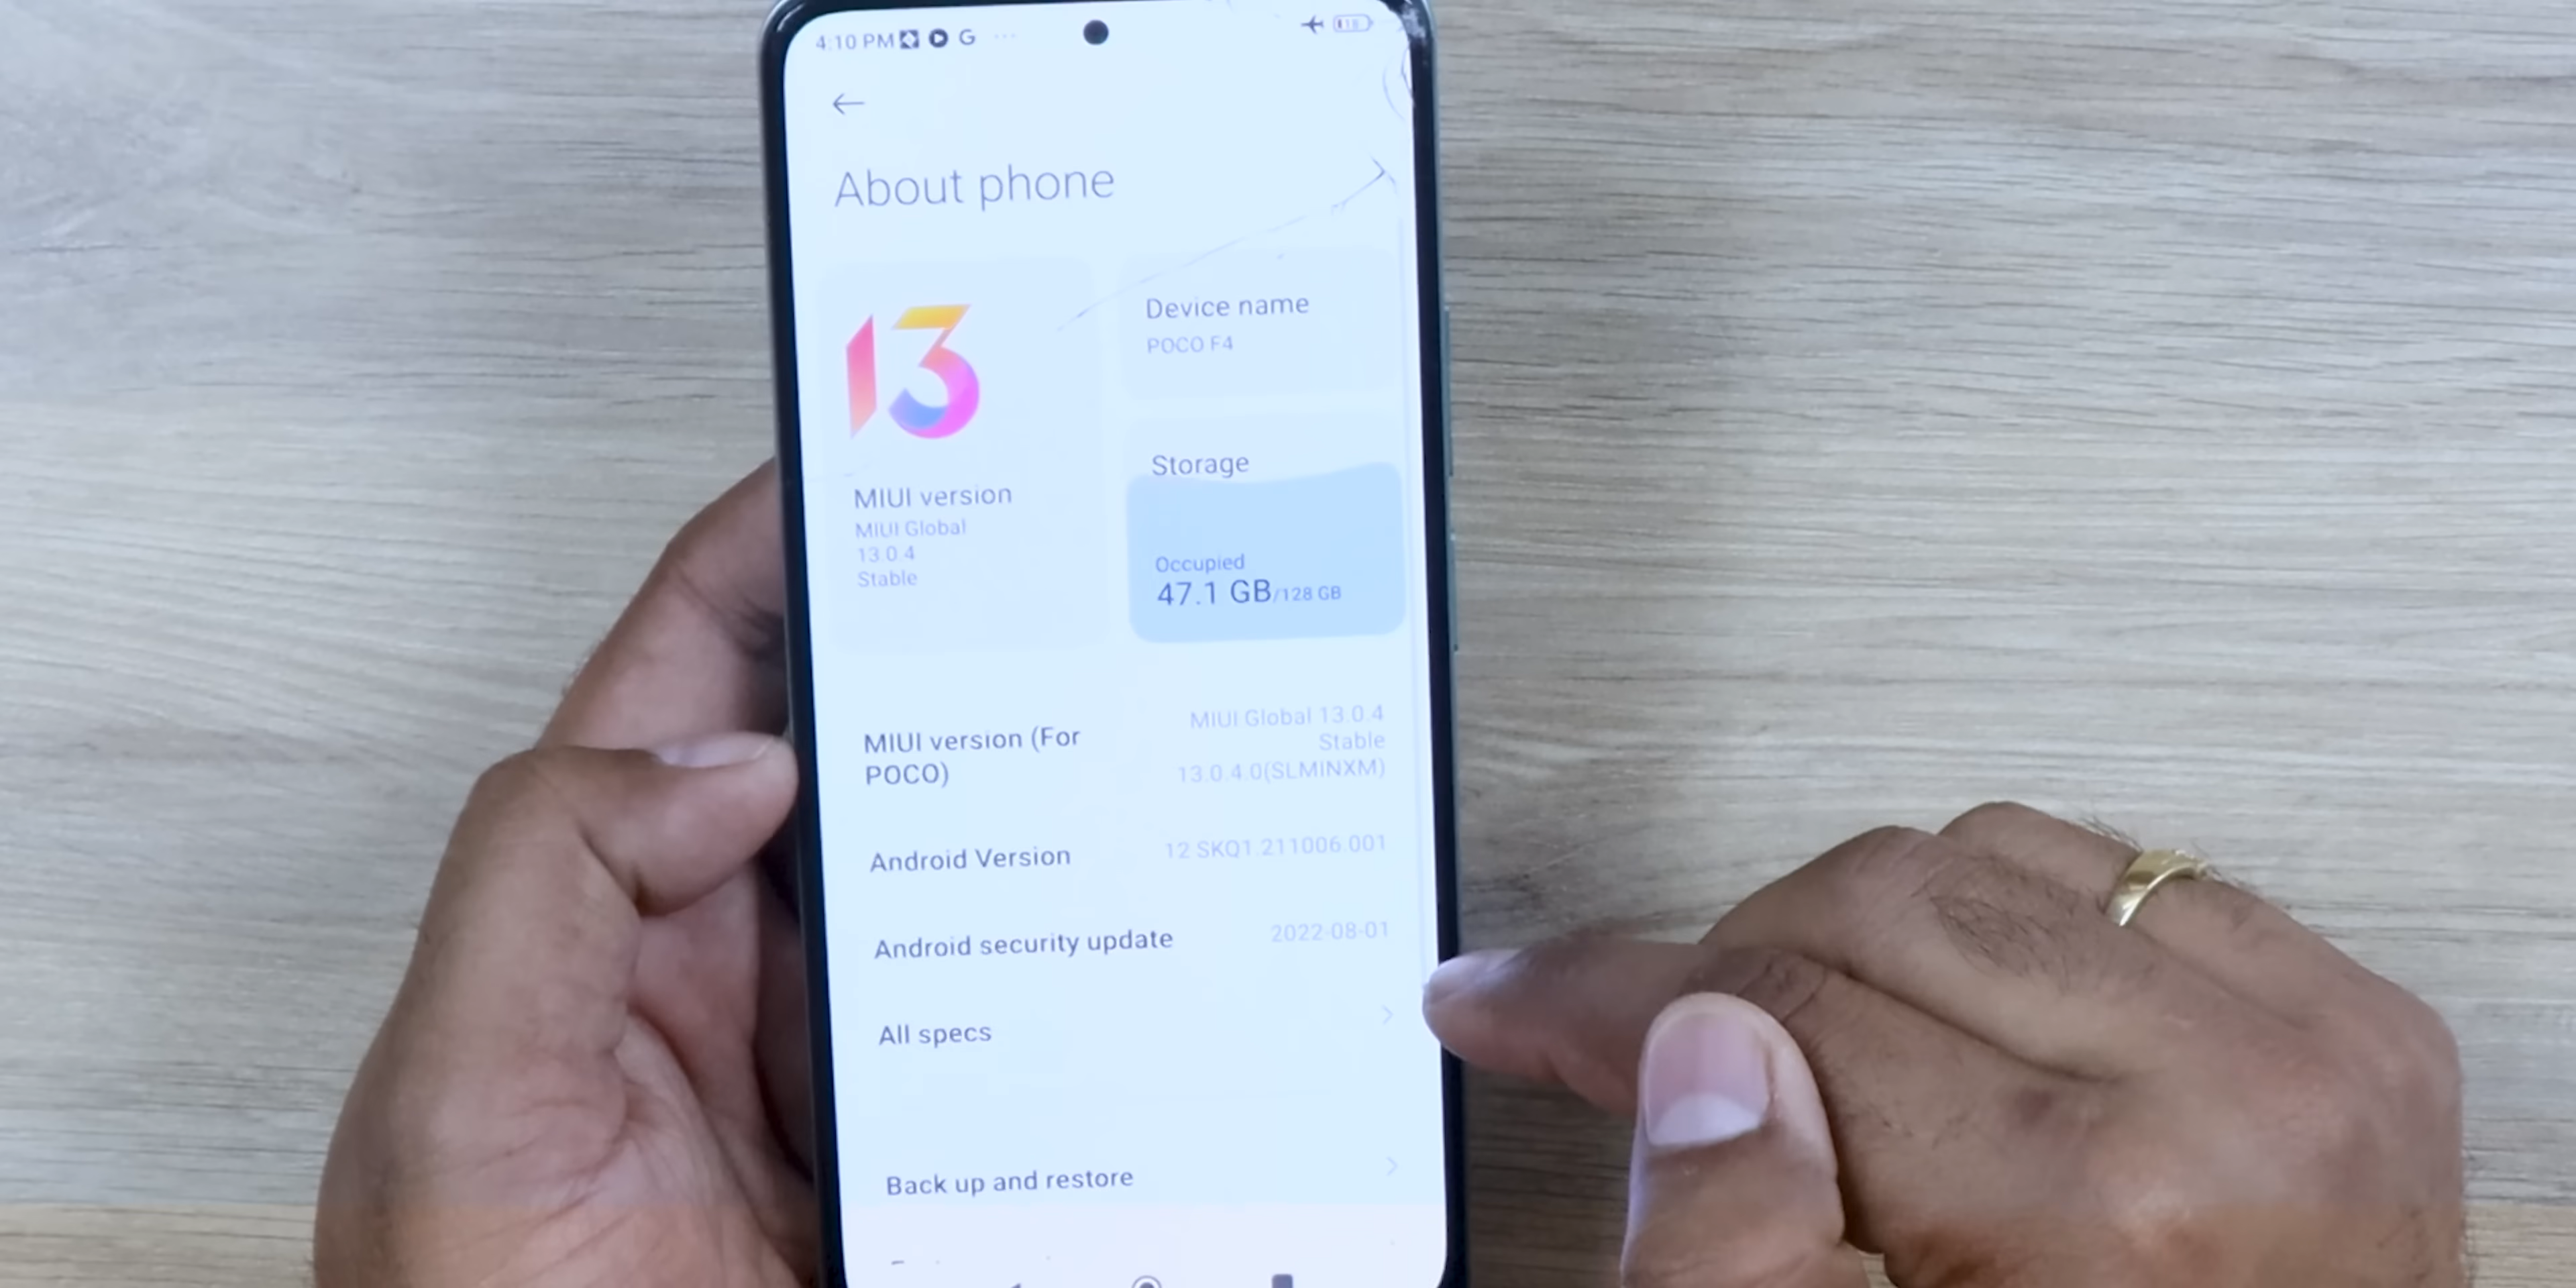 4:10 PM G ...
About phone
13
Device name
POCO F4
MIUI version
MIUI Global
13.0.4
Stable
Storage
Occupied
47.1 GB/128 GB
MIUI version (For
POCO)
MIUI Global 13.0.4
Stable
13.0.4.0(SLMINXM)
Android Version
12 SKQ1.211006.001
Android security update
2022-08-01
All specs
Back up and restore